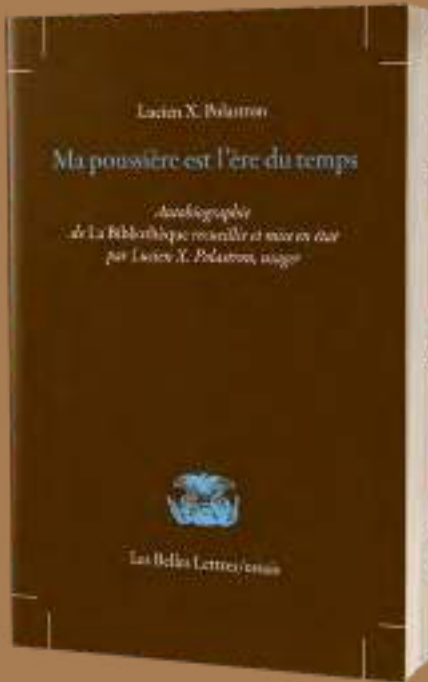 Lucien X. Polastron
Ma poussière est l'ère du temps
Autobiographie
de La Bibliothèque recueillie et mise en état
par Lucien X. Polastron, usager
Les Belles Lettres/essais